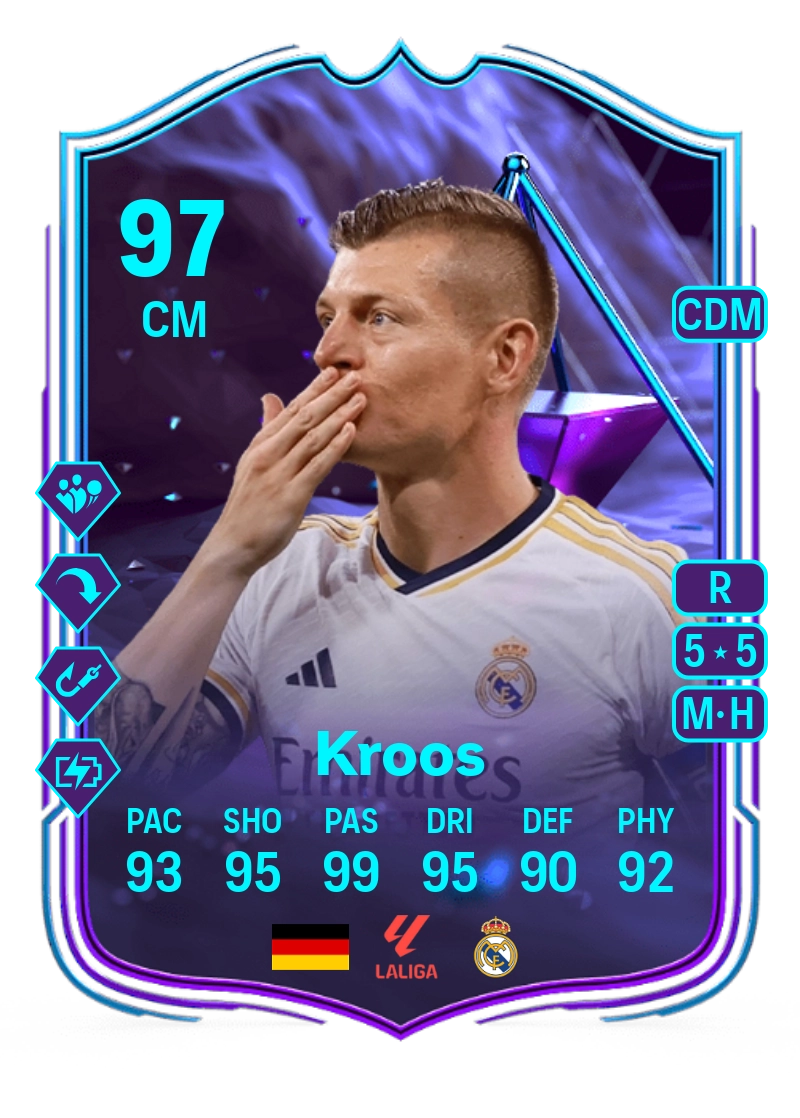 97
CM
CDM
R
5 ★ 5
M·H
Emirates
Kroos
PAC SHO PAS DRI DEF PHY
93 95 99 95 90 92
LALIGA